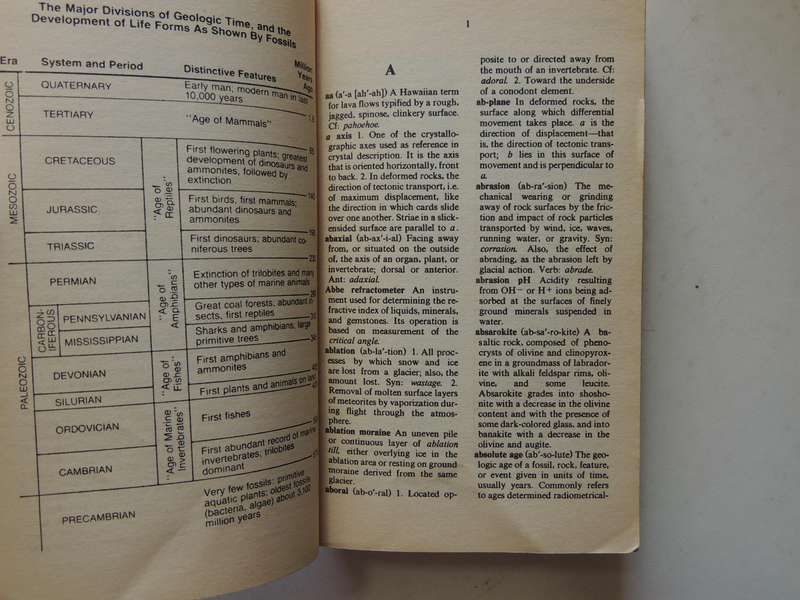 The Major Divisions of Geologic Time, and the
Development of Life Forms As Shown By Fossils
Era System and Period Distinctive Features Million Years Ago
CENOZOIC
QUATERNARY
Early man, modern man in last
10,000 years
TERTIARY
"Age of Mammals"
MESOZOIC
CRETACEOUS
"Age of
Reptiles"
First flowering plants; greatest
development of dinosaurs and
ammonites, followed by
extinction
JURASSIC
First birds, first mammals;
abundant dinosaurs and
ammonites
TRIASSIC
First dinosaurs; abundant co-
niferous trees
PALEOZOIC
PERMIAN
"Age of
Amphibians"
Extinction of trilobites and many
other types of marine animals
CARBON-
IFEROUS
PENNSYLVANIAN
Great coal forests, abundant in-
sects, first reptiles
MISSISSIPPIAN
Sharks and amphibians, large
primitive trees
DEVONIAN
"Age of
Fishes"
First amphibians and
ammonites
SILURIAN
First plants and animals on land
ORDOVICIAN
"Age of Marine
Invertebrates"
First fishes
CAMBRIAN
First abundant record of marine
invertebrates; trilobites
dominant
PRECAMBRIAN
Very few fossils: primitive
aquatic plants; oldest fossils
(bacteria, algae) about 3,100
million years
1
A
aa (a'-a [ah'-ah]) A Hawaiian term
for lava flows typified by a rough,
jagged, spinose, clinkery surface.
Cf: pahoehoe.
a axis 1. One of the crystallo-
graphic axes used as reference in
crystal description. It is the axis
that is oriented horizontally, front
to back. 2. In deformed rocks, the
direction of tectonic transport, i.e.
of maximum displacement, like
the direction in which cards slide
over one another. Striae in a slick-
ensided surface are parallel to a.
abaxial (ab-ax'-i-al) Facing away
from, or situated on the outside
of, the axis of an organ, plant, or
invertebrate; dorsal or anterior.
Ant: adaxial.
Abbe refractometer An instru-
ment used for determining the re-
fractive index of liquids, minerals,
and gemstones. Its operation is
based on measurement of the
critical angle.
ablation (ab-la'-tion) 1. All proc-
esses by which snow and ice
are lost from a glacier; also, the
amount lost. Syn: wastage. 2.
Removal of molten surface layers
of meteorites by vaporization dur-
ing flight through the atmos-
phere.
ablation moraine An uneven pile
or continuous layer of ablation
till, either overlying ice in the
ablation area or resting on ground
moraine derived from the same
glacier.
aboral (ab-o'-ral) 1. Located op-
posite to or directed away from
the mouth of an invertebrate. Cf:
adoral. 2. Toward the underside
of a conodont element.
ab-plane In deformed rocks, the
surface along which differential
movement takes place. a is the
direction of displacement—that
is, the direction of tectonic trans-
port; b lies in this surface of
movement and is perpendicular to
a.
abrasion (ab-ra'-sion) The me-
chanical wearing or grinding
away of rock surfaces by the fric-
tion and impact of rock particles
transported by wind, ice, waves,
running water, or gravity. Syn:
corrasion. Also, the effect of
abrading, as the abrasion left by
glacial action. Verb: abrade.
abrasion pH Acidity resulting
from OH− or H+ ions being ad-
sorbed at the surfaces of finely
ground minerals suspended in
water.
absarokite (ab-sa'-ro-kite) A ba-
saltic rock, composed of pheno-
crysts of olivine and clinopyrox-
ene in a groundmass of labrador-
ite with alkali feldspar rims, oli-
vine, and some leucite.
Absarokite grades into shosho-
nite with a decrease in the olivine
content and with the presence of
some dark-colored glass, and into
banakite with a decrease in the
olivine and augite.
absolute age (ab'-so-lute) The geo-
logic age of a fossil, rock, feature,
or event given in units of time,
usually years. Commonly refers
to ages determined radiometrical-